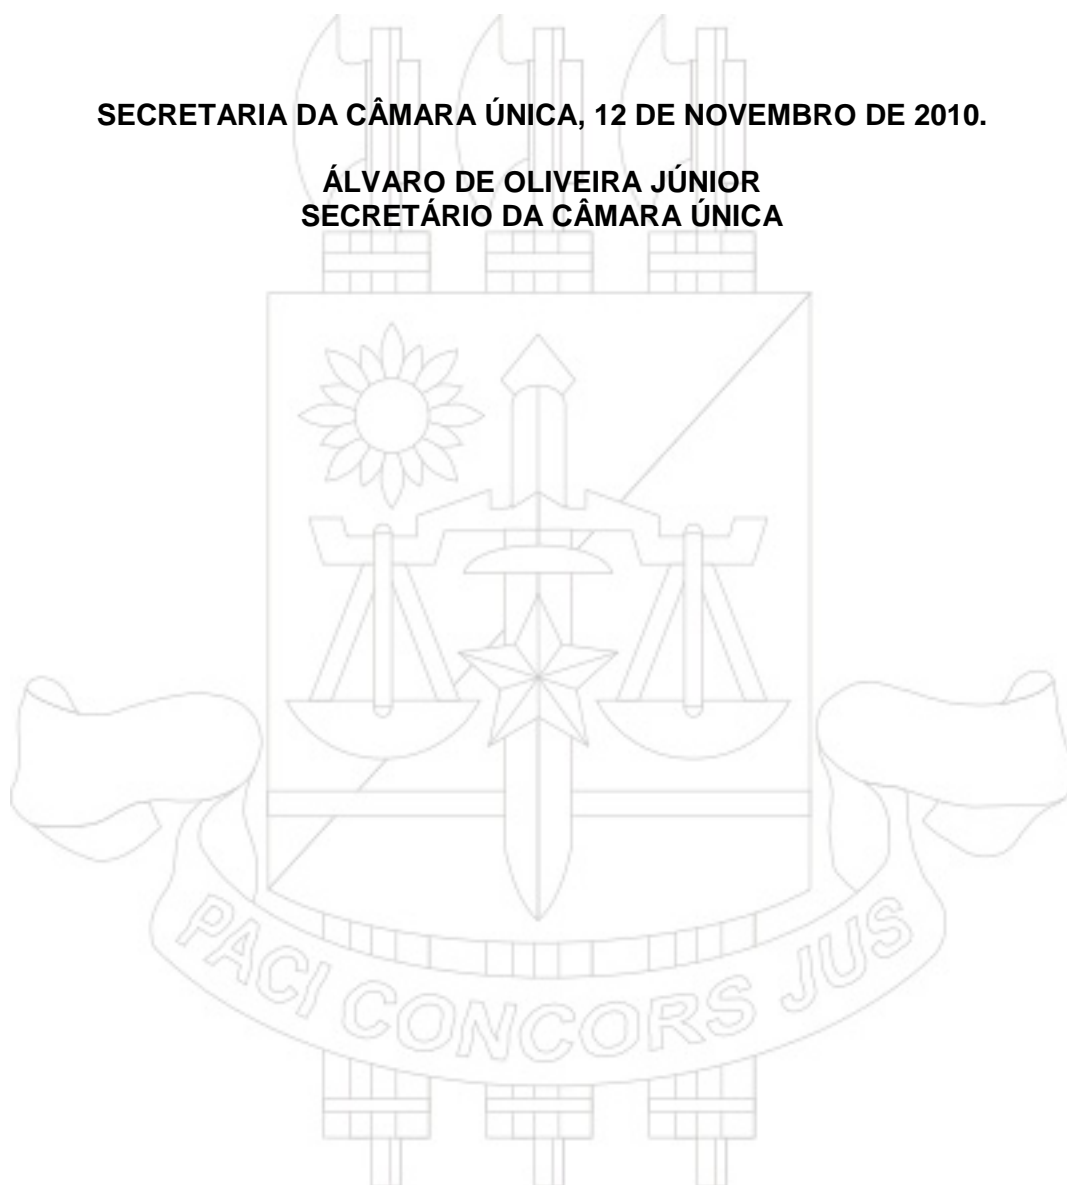 SECRETARIA DA CÂMARA ÚNICA, 12 DE NOVEMBRO DE 2010.
ÁLVARO DE OLIVEIRA JÚNIOR
SECRETÁRIO DA CÂMARA ÚNICA
PACI CONCORS JUS